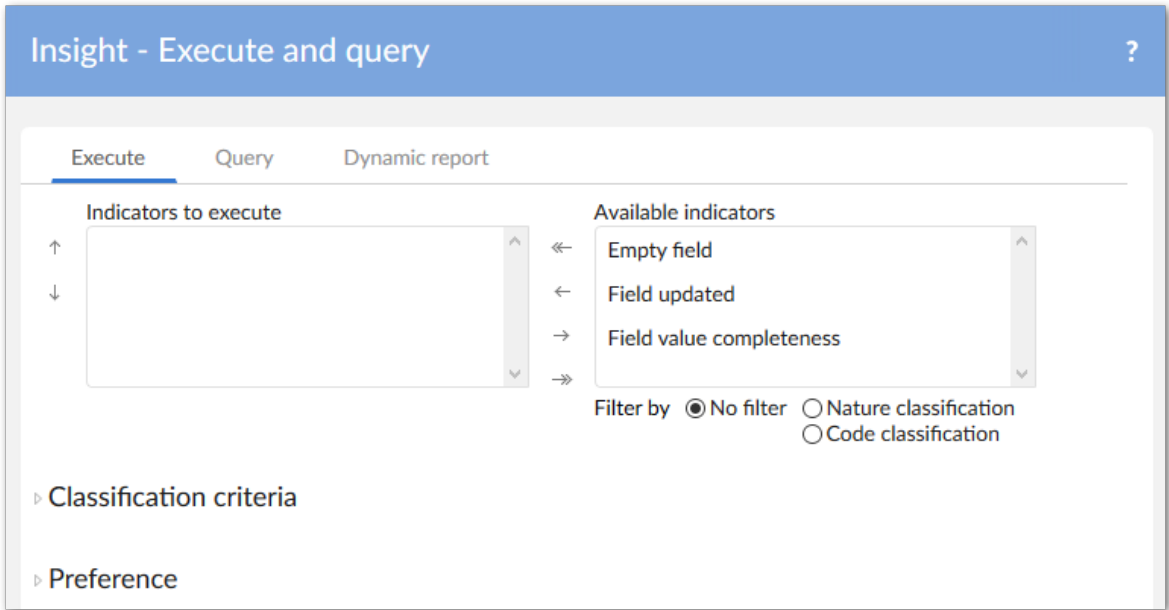 Insight - Execute and query
?
Execute Query Dynamic report
Indicators to execute Available indicators
Empty field
Field updated
Field value completeness
Filter by No filter Nature classification
Code classification
Classification criteria
Preference